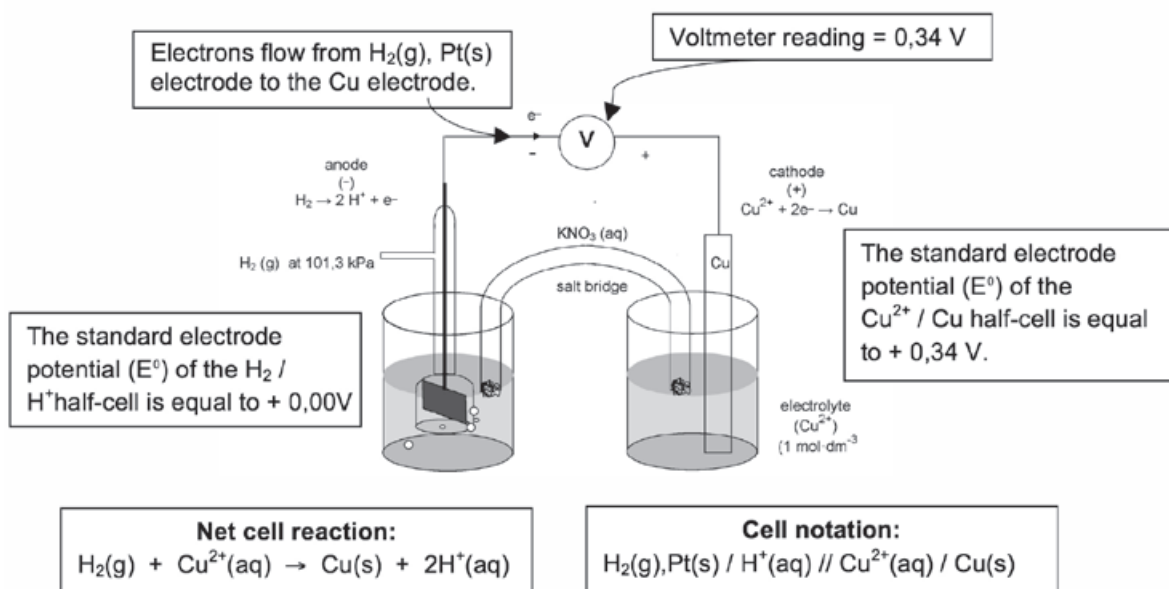 Electrons flow from H₂(g), Pt(s)
electrode to the Cu electrode.
Voltmeter reading = 0,34 V
e⁻
V
-
+
anode
(-)
H₂ → 2 H⁺ + e-
cathode
(+)
Cu²⁺ + 2e- → Cu
KNO₃ (aq)
H₂ (g) at 101,3 kPa
salt bridge
Cu
The standard electrode
potential (E⁰) of the
Cu²⁺ / Cu half-cell is equal
to + 0,34 V.
The standard electrode
potential (E⁰) of the H₂ /
H⁺half-cell is equal to + 0,00V
electrolyte
(Cu²⁺)
(1 mol·dm⁻³
Net cell reaction:
H₂(g) + Cu²⁺(aq) → Cu(s) + 2H⁺(aq)
Cell notation:
H₂(g),Pt(s) / H⁺(aq) // Cu²⁺(aq) / Cu(s)